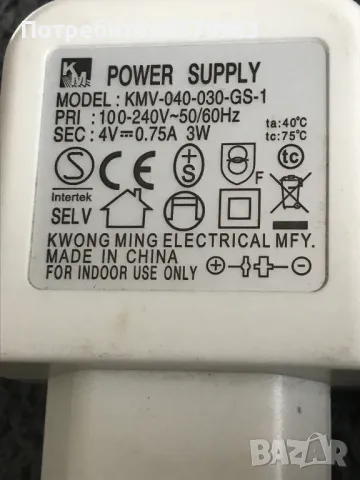 Потребител
KM POWER SUPPLY
MODEL : KMV-040-030-GS-1
PRI : 100-240V~50/60Hz ta:40℃
SEC : 4V⎓0.75A 3W tc:75℃
S +S F tc
Intertek
SELV
KWONG MING ELECTRICAL MFY.
MADE IN CHINA
FOR INDOOR USE ONLY
BAZAR
bg